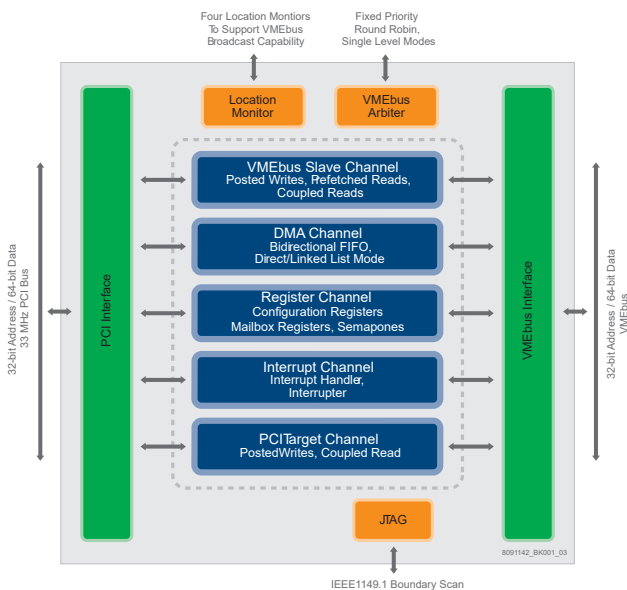 Four Location Montiors
To Support VMEbus
Broadcast Capability
Fixed Priority
Round Robin,
Single Level Modes
Location
Monitor
VMEbus
Arbiter
32-bit Address / 64-bit Data
33 MHz PCI Bus
PCI Interface
VMEbus Slave Channel
Posted Writes, Prefetched Reads,
Coupled Reads
DMA Channel
Bidirectional FIFO,
Direct/Linked List Mode
Register Channel
Configuration Registers
Mailbox Registers, Semapones
Interrupt Channel
Interrupt Handler,
Interrupter
PCITarget Channel
PostedWrites, Coupled Read
VMEbus Interface
32-bit Address / 64-bit Data
VMEbus
JTAG
8091142_BK001_03
IEEE1149.1 Boundary Scan